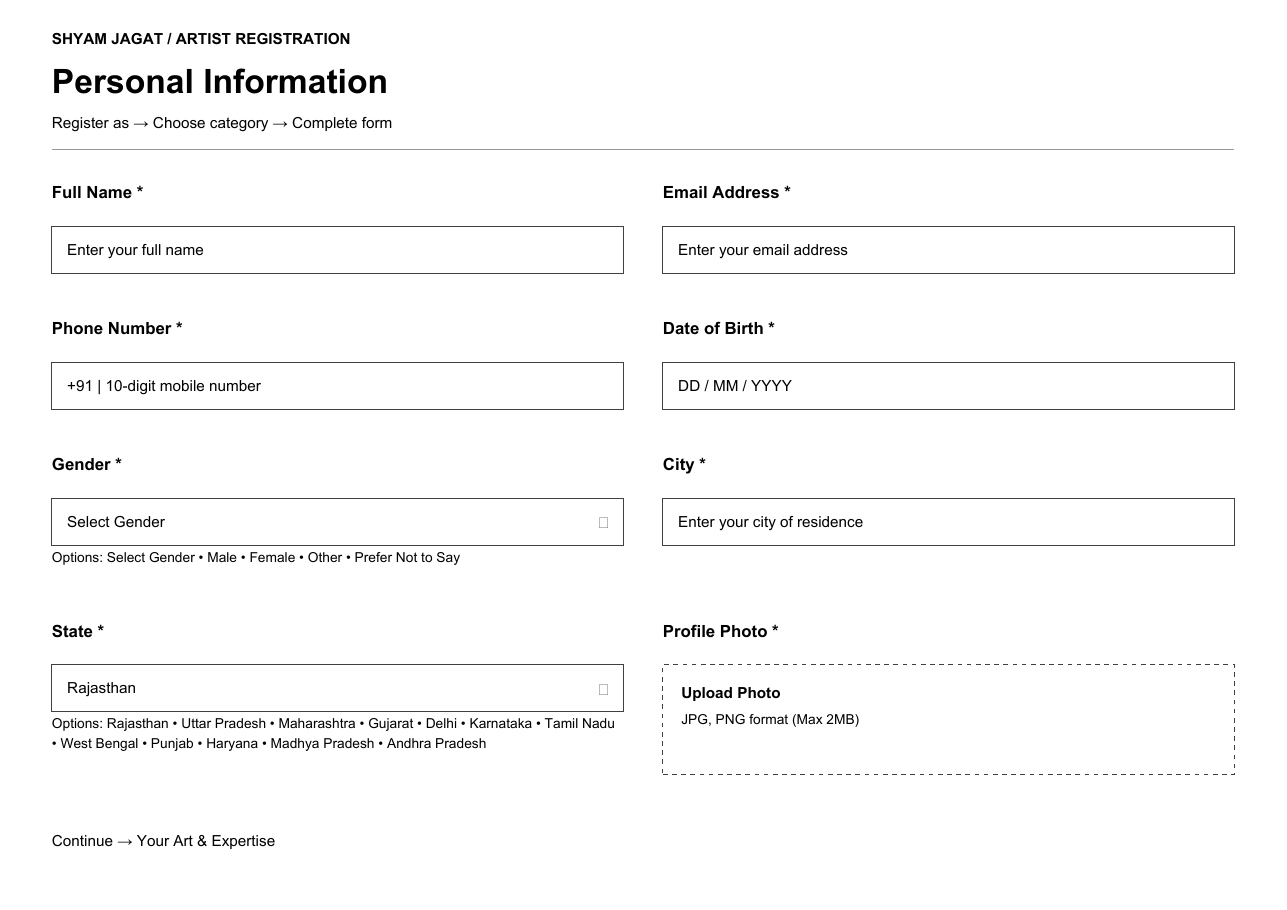 SHYAM JAGAT / ARTIST REGISTRATION
Personal Information
Register as → Choose category → Complete form
Full Name *
Email Address *
Enter your full name
Enter your email address
Phone Number *
Date of Birth *
+91 | 10-digit mobile number
DD / MM / YYYY
Gender *
City *
Select Gender
Enter your city of residence
Options: Select Gender • Male • Female • Other • Prefer Not to Say
State *
Profile Photo *
Rajasthan
Upload Photo
JPG, PNG format (Max 2MB)
Options: Rajasthan • Uttar Pradesh • Maharashtra • Gujarat • Delhi • Karnataka • Tamil Nadu
• West Bengal • Punjab • Haryana • Madhya Pradesh • Andhra Pradesh
Continue → Your Art & Expertise